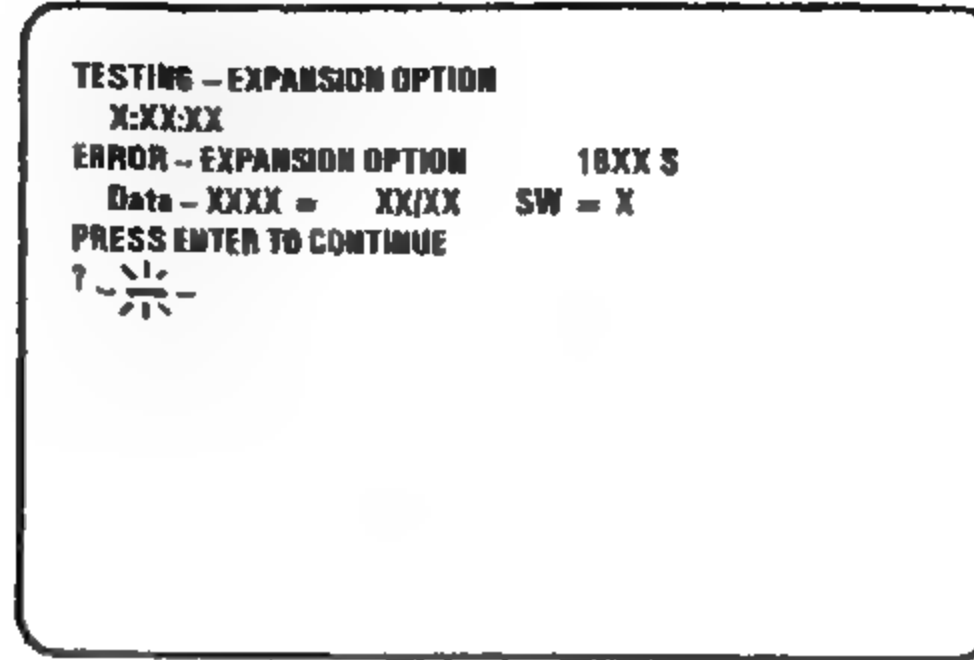 TESTING – EXPANSION OPTION
X:XX:XX
ERROR – EXPANSION OPTION 18XX S
Data – XXXX = XX/XX SW = X
PRESS ENTER TO CONTINUE
? _ _